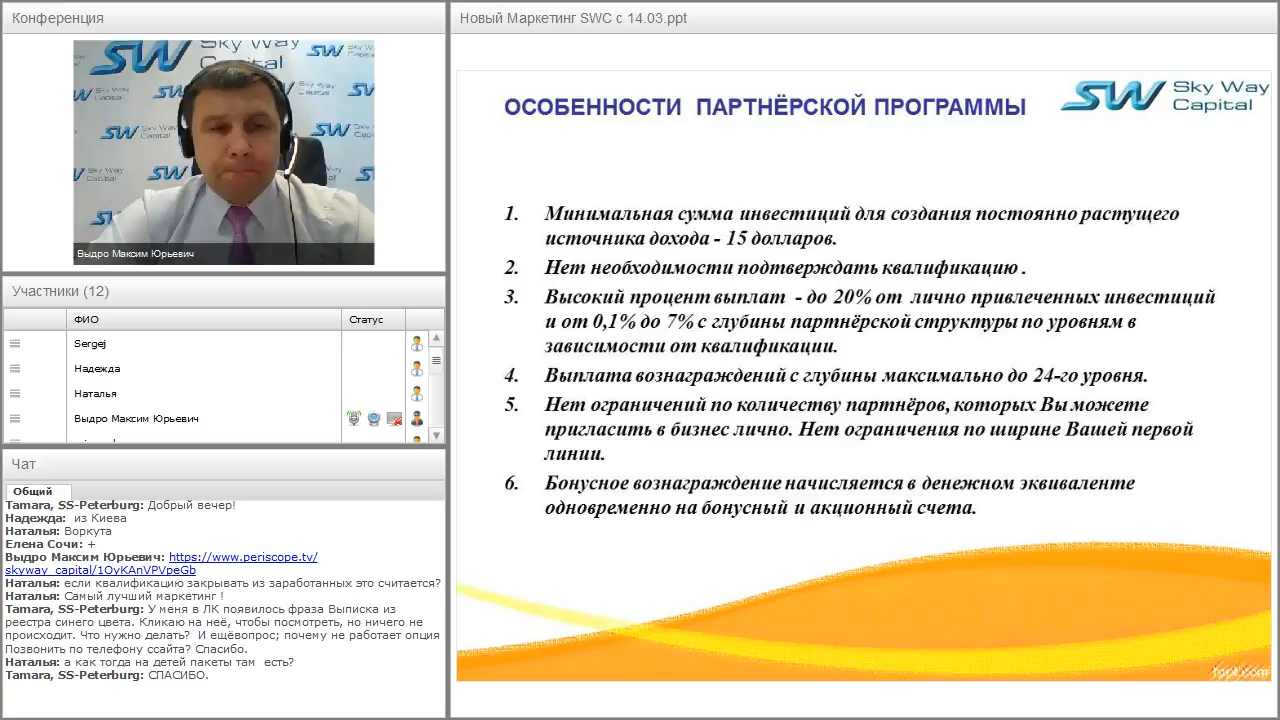 Конференция
Sky Way
Capital
Выдро Максим Юрьевич
Участники (12)
ФИО
Статус
Sergej
Надежда
Наталья
Выдро Максим Юрьевич
Чат
Общий
Tamara, SS-Peterburg: Добрый вечер!
Надежда: из Киева
Наталья: Воркута
Елена Сочи: +
Выдро Максим Юрьевич: https://www.periscope.tv/
skyway_capital/1OyKAnVPVpeGb
Наталья: если квалификацию закрывать из заработанных это считается?
Наталья: Самый лучший маркетинг !
Tamara, SS-Peterburg: У меня в ЛК появилось фраза Выписка из
реестра синего цвета. Кликаю на неё, чтобы посмотреть, но ничего не
происходит. Что нужно делать? И ещёвопрос; почему не работает опция
Позвонить по телефону ссайта? Спасибо.
Наталья: а как тогда на детей пакеты там есть?
Tamara, SS-Peterburg: СПАСИБО.
Новый Маркетинг SWC с 14.03.ppt
ОСОБЕННОСТИ ПАРТНЁРСКОЙ ПРОГРАММЫ
SW Sky Way
Capital
1. Минимальная сумма инвестиций для создания постоянно растущего
источника дохода - 15 долларов.
2. Нет необходимости подтверждать квалификацию .
3. Высокий процент выплат - до 20% от лично привлеченных инвестиций
и от 0,1% до 7% с глубины партнёрской структуры по уровням в
зависимости от квалификации.
4. Выплата вознаграждений с глубины максимально до 24-го уровня.
5. Нет ограничений по количеству партнёров, которых Вы можете
пригласить в бизнес лично. Нет ограничения по ширине Вашей первой
линии.
6. Бонусное вознаграждение начисляется в денежном эквиваленте
одновременно на бонусный и акционный счета.
fppt.com